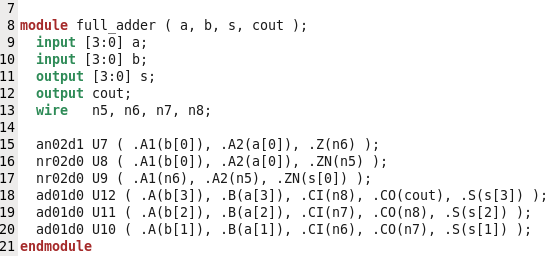 7
8 module full_adder ( a, b, s, cout );
9   input [3:0] a;
10   input [3:0] b;
11   output [3:0] s;
12   output cout;
13   wire   n5, n6, n7, n8;
14
15   an02d1 U7 ( .A1(b[0]), .A2(a[0]), .Z(n6) );
16   nr02d0 U8 ( .A1(b[0]), .A2(a[0]), .ZN(n5) );
17   nr02d0 U9 ( .A1(n6), .A2(n5), .ZN(s[0]) );
18   ad01d0 U12 ( .A(b[3]), .B(a[3]), .CI(n8), .CO(cout), .S(s[3]) );
19   ad01d0 U11 ( .A(b[2]), .B(a[2]), .CI(n7), .CO(n8), .S(s[2]) );
20   ad01d0 U10 ( .A(b[1]), .B(a[1]), .CI(n6), .CO(n7), .S(s[1]) );
21 endmodule